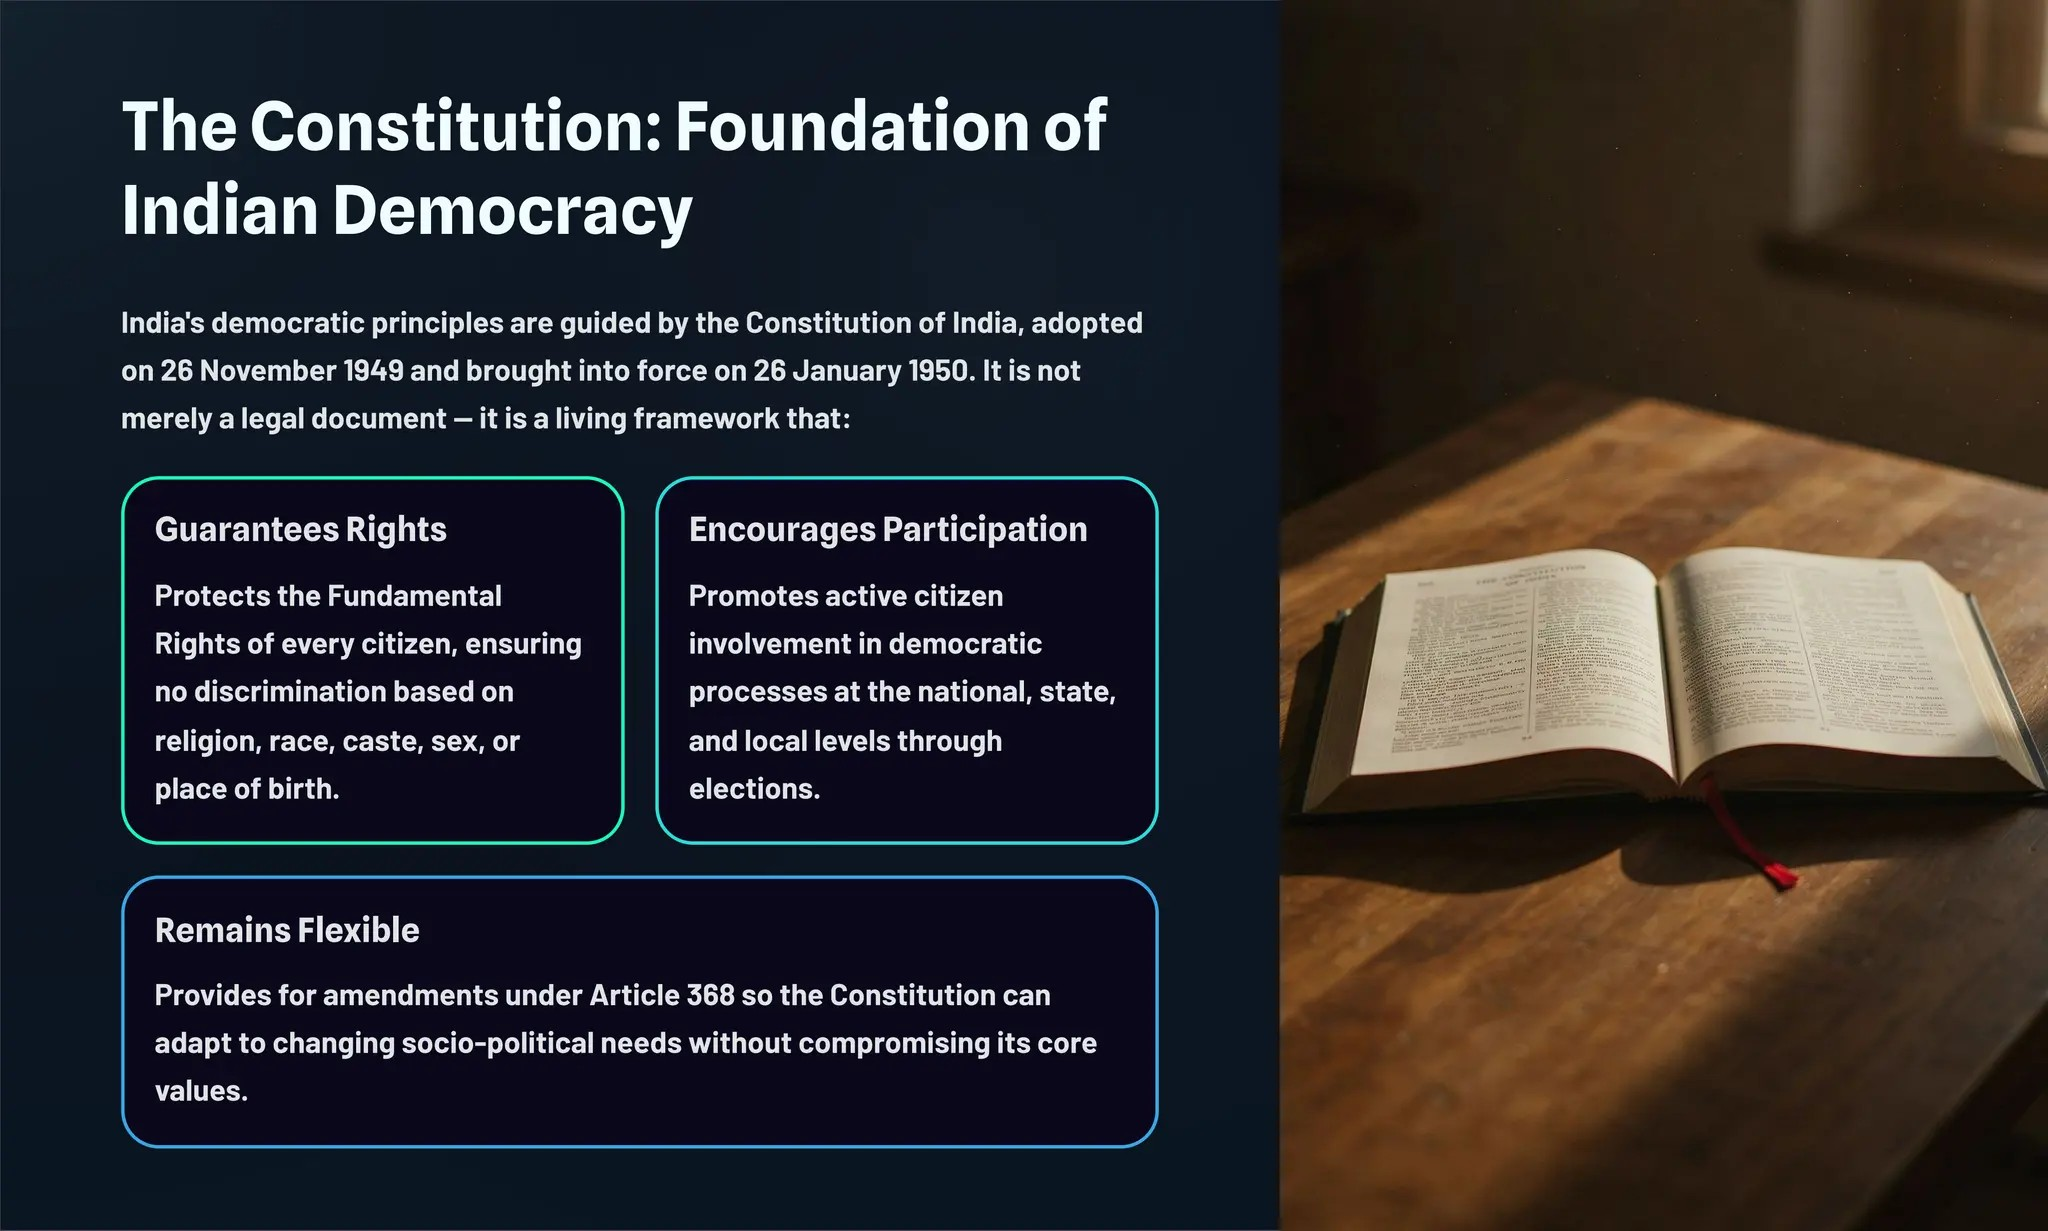 The Constitution: Foundation of
Indian Democracy
India's democratic principles are guided by the Constitution of India, adopted
on 26 November 1949 and brought into force on 26 January 1950. It is not
merely a legal document – it is a living framework that:
Guarantees Rights
Protects the Fundamental
Rights of every citizen, ensuring
no discrimination based on
religion, race, caste, sex, or
place of birth.
Encourages Participation
Promotes active citizen
involvement in democratic
processes at the national, state,
and local levels through
elections.
Remains Flexible
Provides for amendments under Article 368 so the Constitution can
adapt to changing socio-political needs without compromising its core
values.